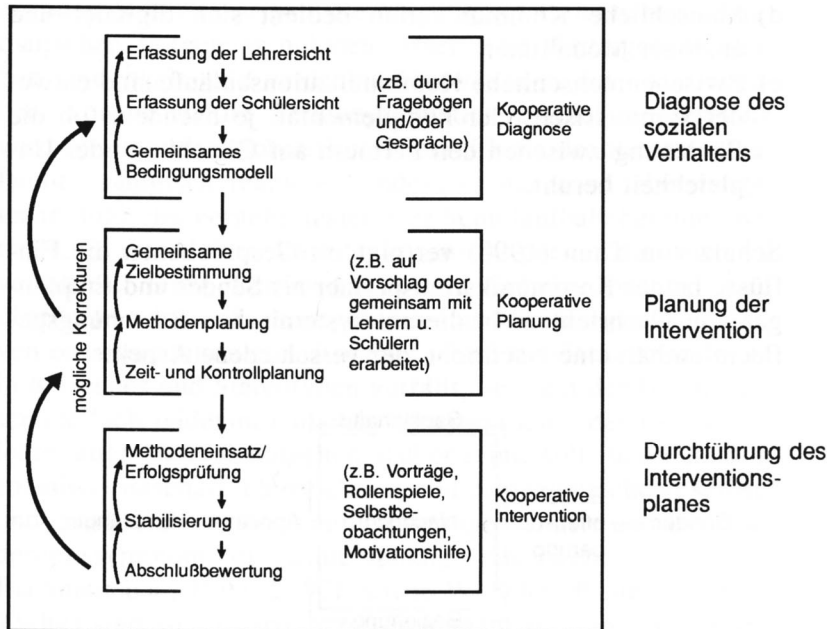 Erfassung der Lehrersicht
Erfassung der Schülersicht
Gemeinsames
Bedingungsmodell
(zB. durch
Fragebögen
und/oder
Gespräche)
Kooperative
Diagnose
Diagnose des
sozialen
Verhaltens
mögliche Korrekturen
Gemeinsame
Zielbestimmung
Methodenplanung
Zeit- und Kontrollplanung
(z.B. auf
Vorschlag oder
gemeinsam mit
Lehrern u.
Schülern
erarbeitet)
Kooperative
Planung
Planung der
Intervention
Methodeneinsatz/
Erfolgsprüfung
Stabilisierung
Abschlußbewertung
(z.B. Vorträge,
Rollenspiele,
Selbstbe-
obachtungen,
Motivationshilfe)
Kooperative
Intervention
Durchführung des
Interventions-
planes